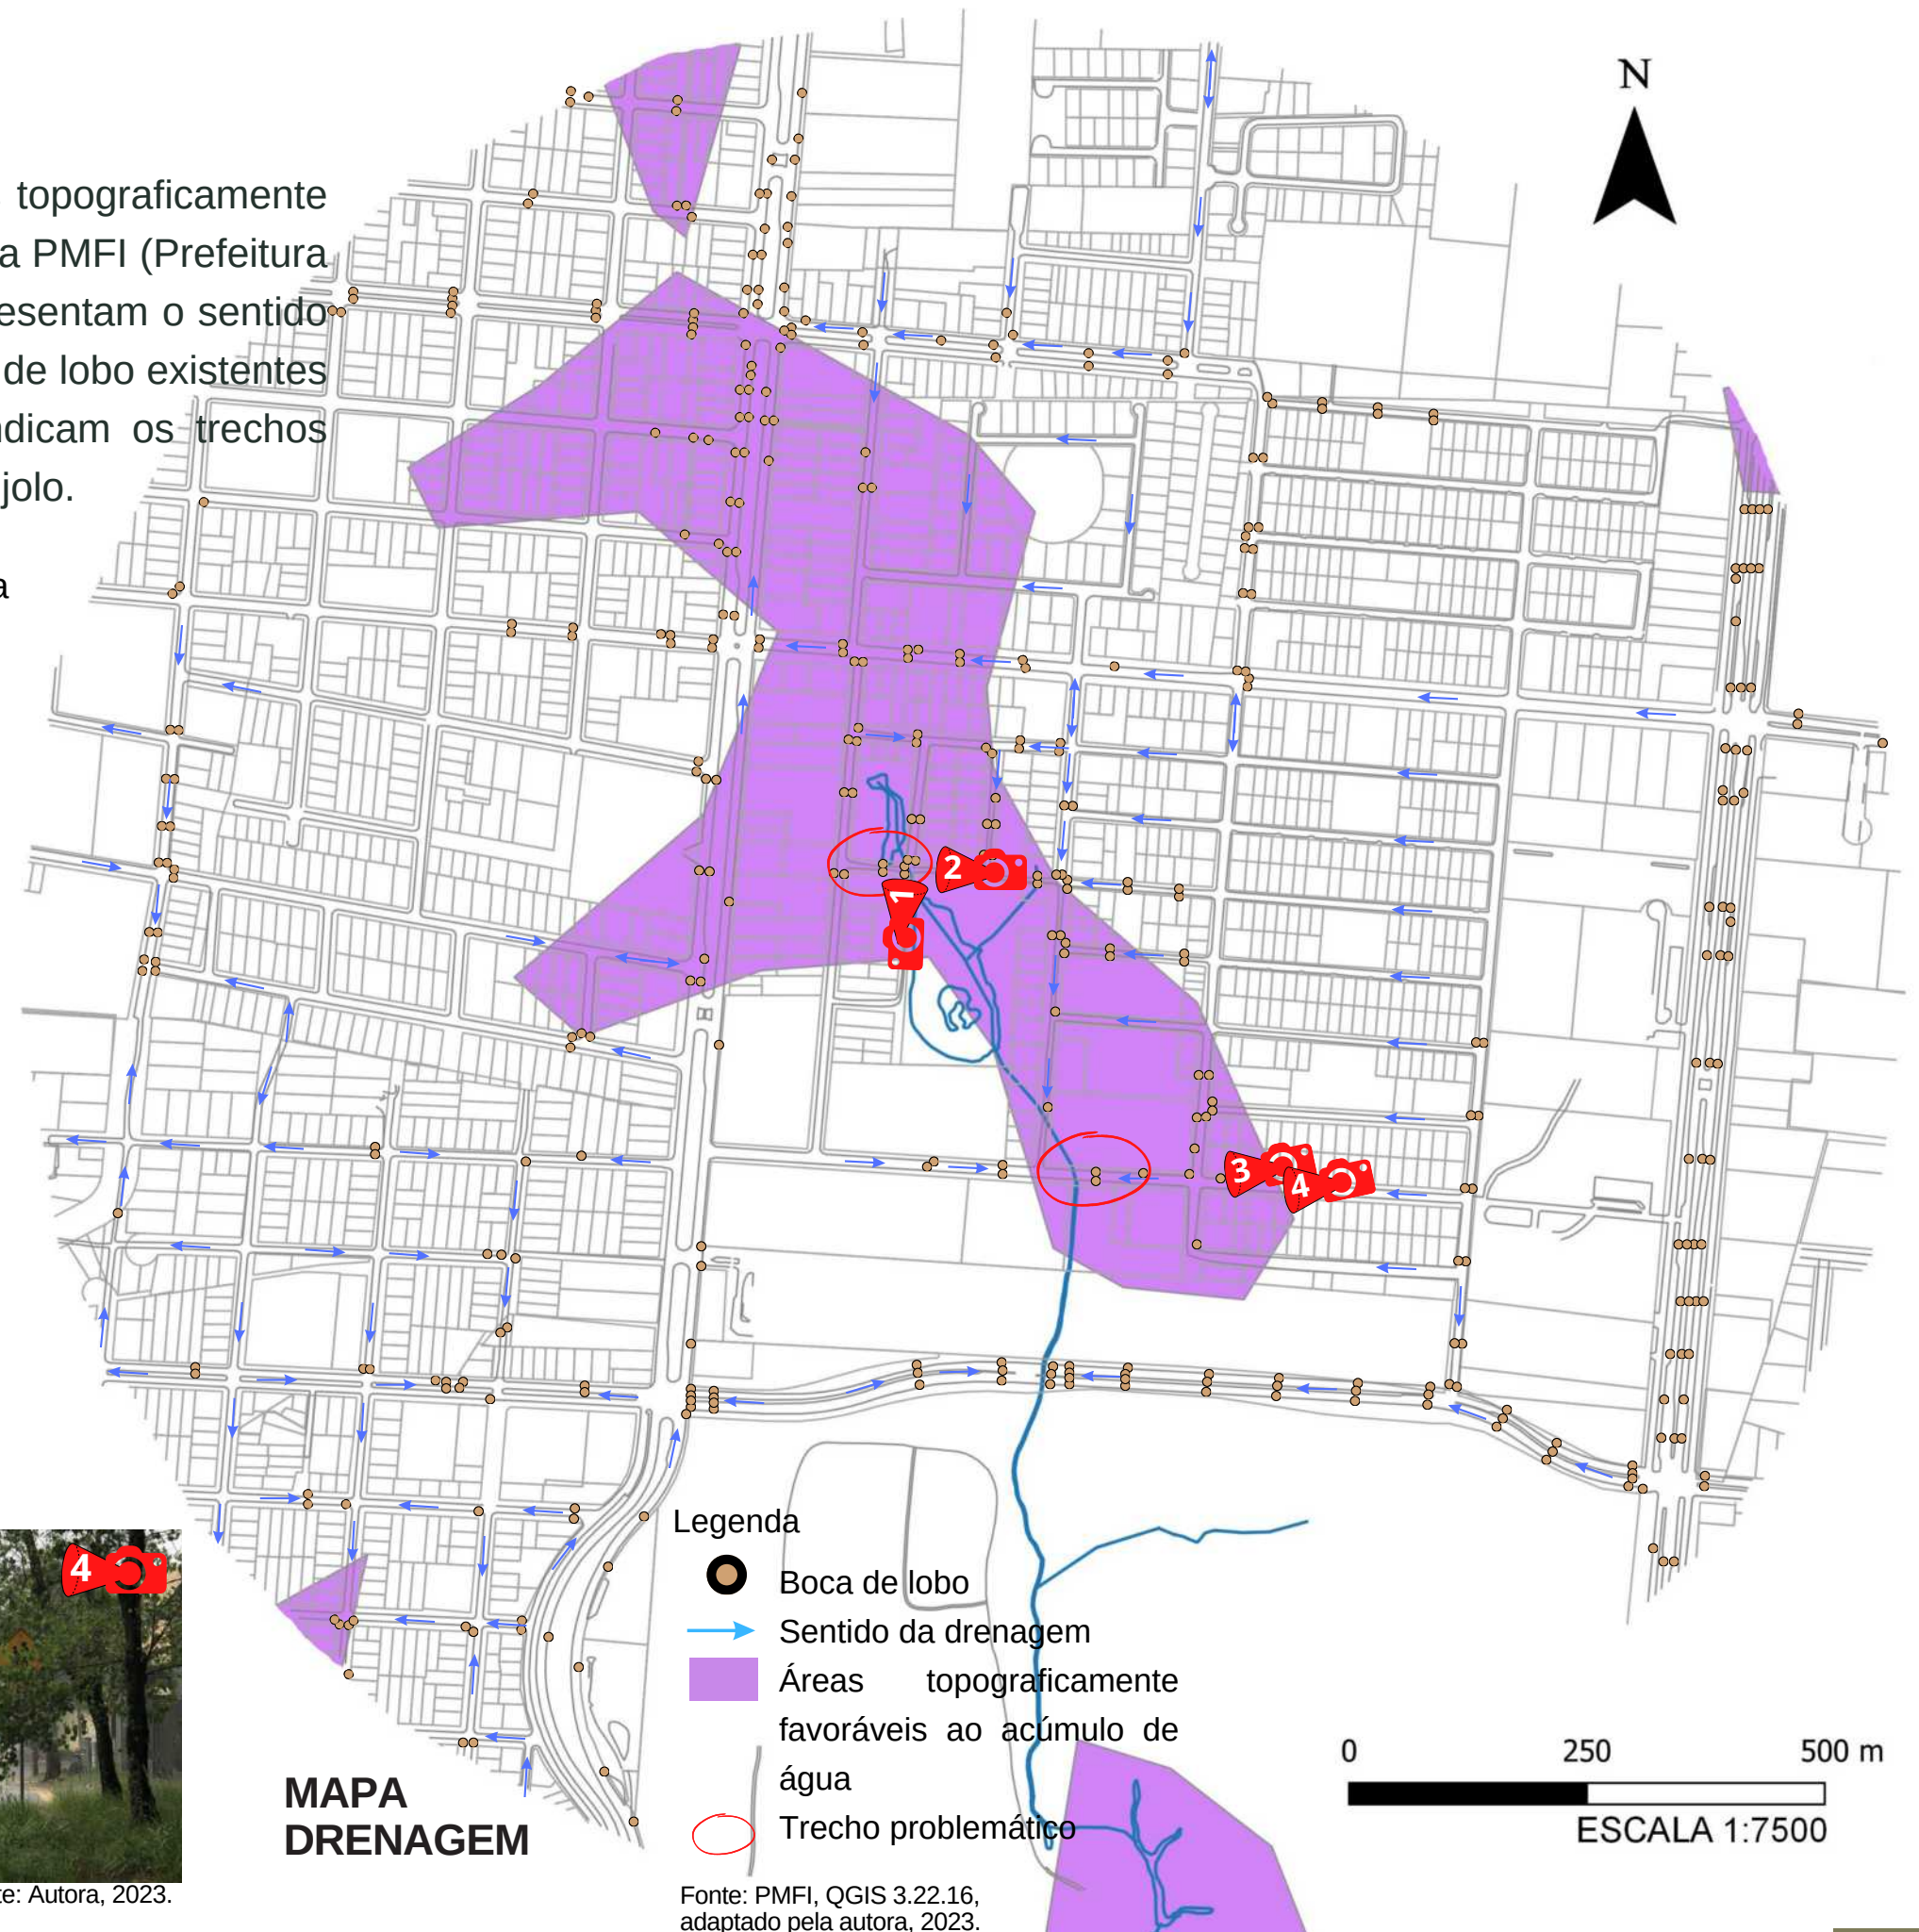 topograficamente
a PMFI (Prefeitura
esentam o sentido
de lobo existentes
dicam os trechos
jolo.
a
N
2
1
3
4
4
Legenda
Boca de lobo
Sentido da drenagem
Áreas topograficamente
favoráveis ao acúmulo de
água
Trecho problemático
Fonte: PMFI, QGIS 3.22.16,
adaptado pela autora, 2023.
MAPA
DRENAGEM
te: Autora, 2023.
0 250 500 m
ESCALA 1:7500